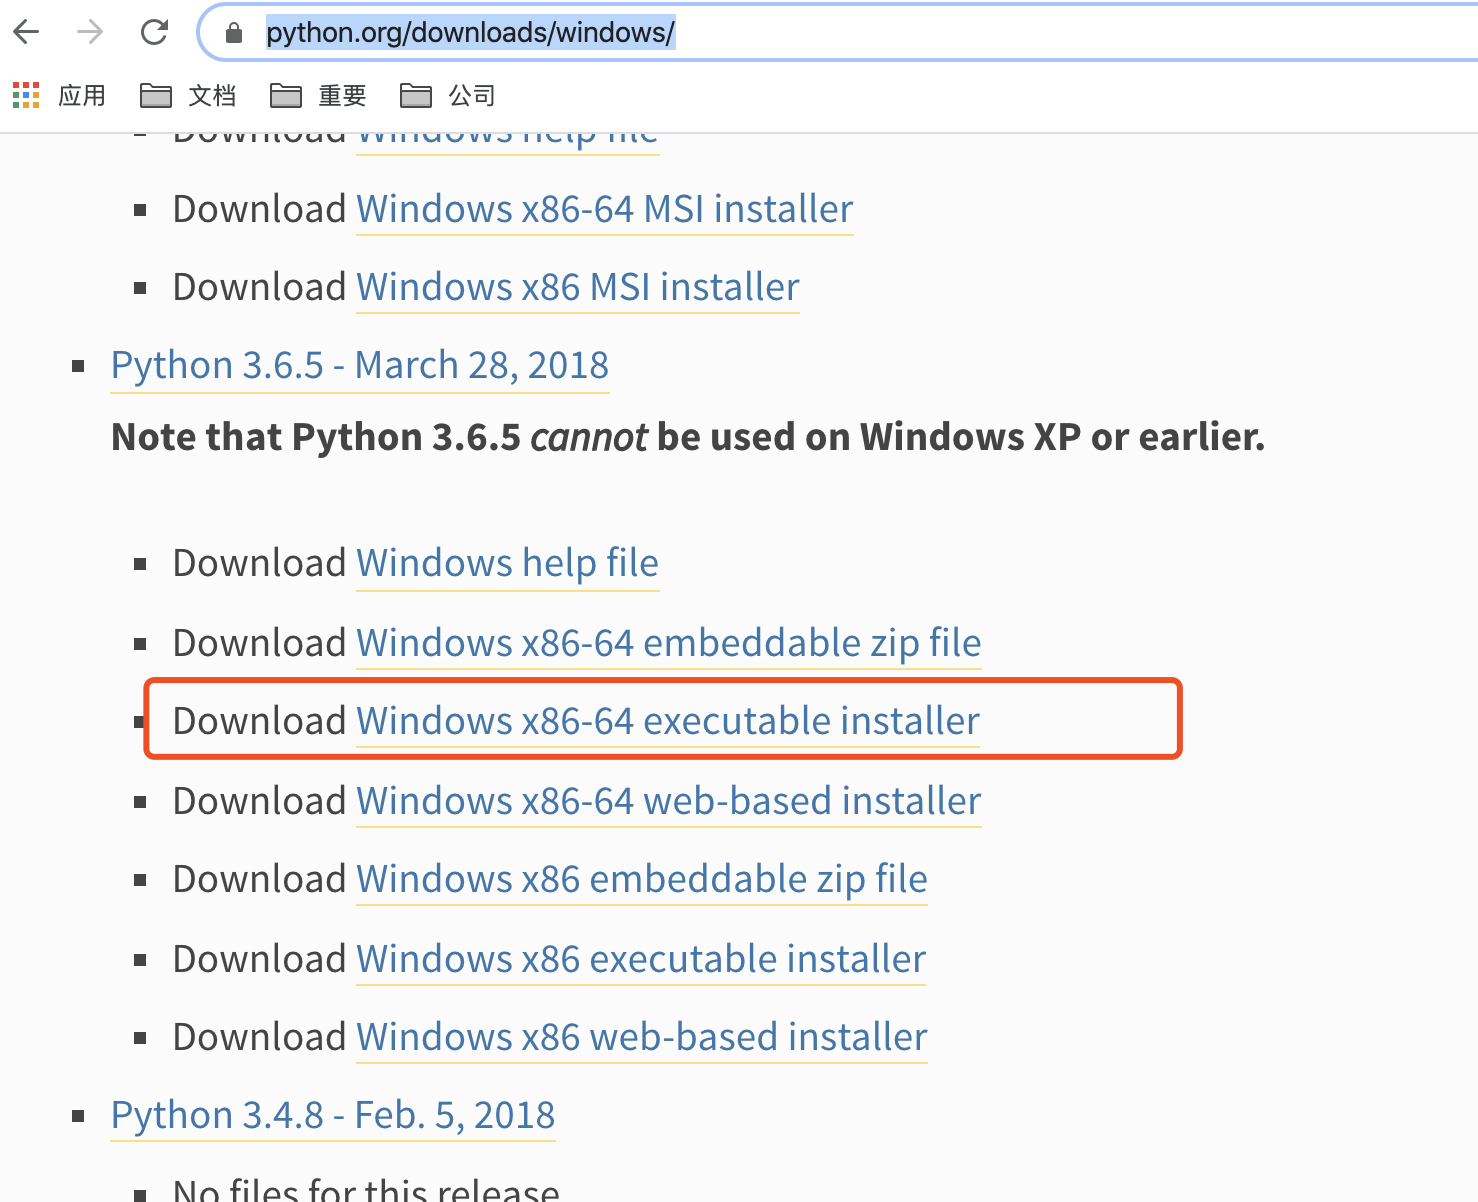 python.org/downloads/windows/
应用 文档 重要 公司
Download Windows help file
Download Windows x86-64 MSI installer
Download Windows x86 MSI installer
Python 3.6.5 - March 28, 2018
Note that Python 3.6.5 cannot be used on Windows XP or earlier.
Download Windows help file
Download Windows x86-64 embeddable zip file
Download Windows x86-64 executable installer
Download Windows x86-64 web-based installer
Download Windows x86 embeddable zip file
Download Windows x86 executable installer
Download Windows x86 web-based installer
Python 3.4.8 - Feb. 5, 2018
No files for this release